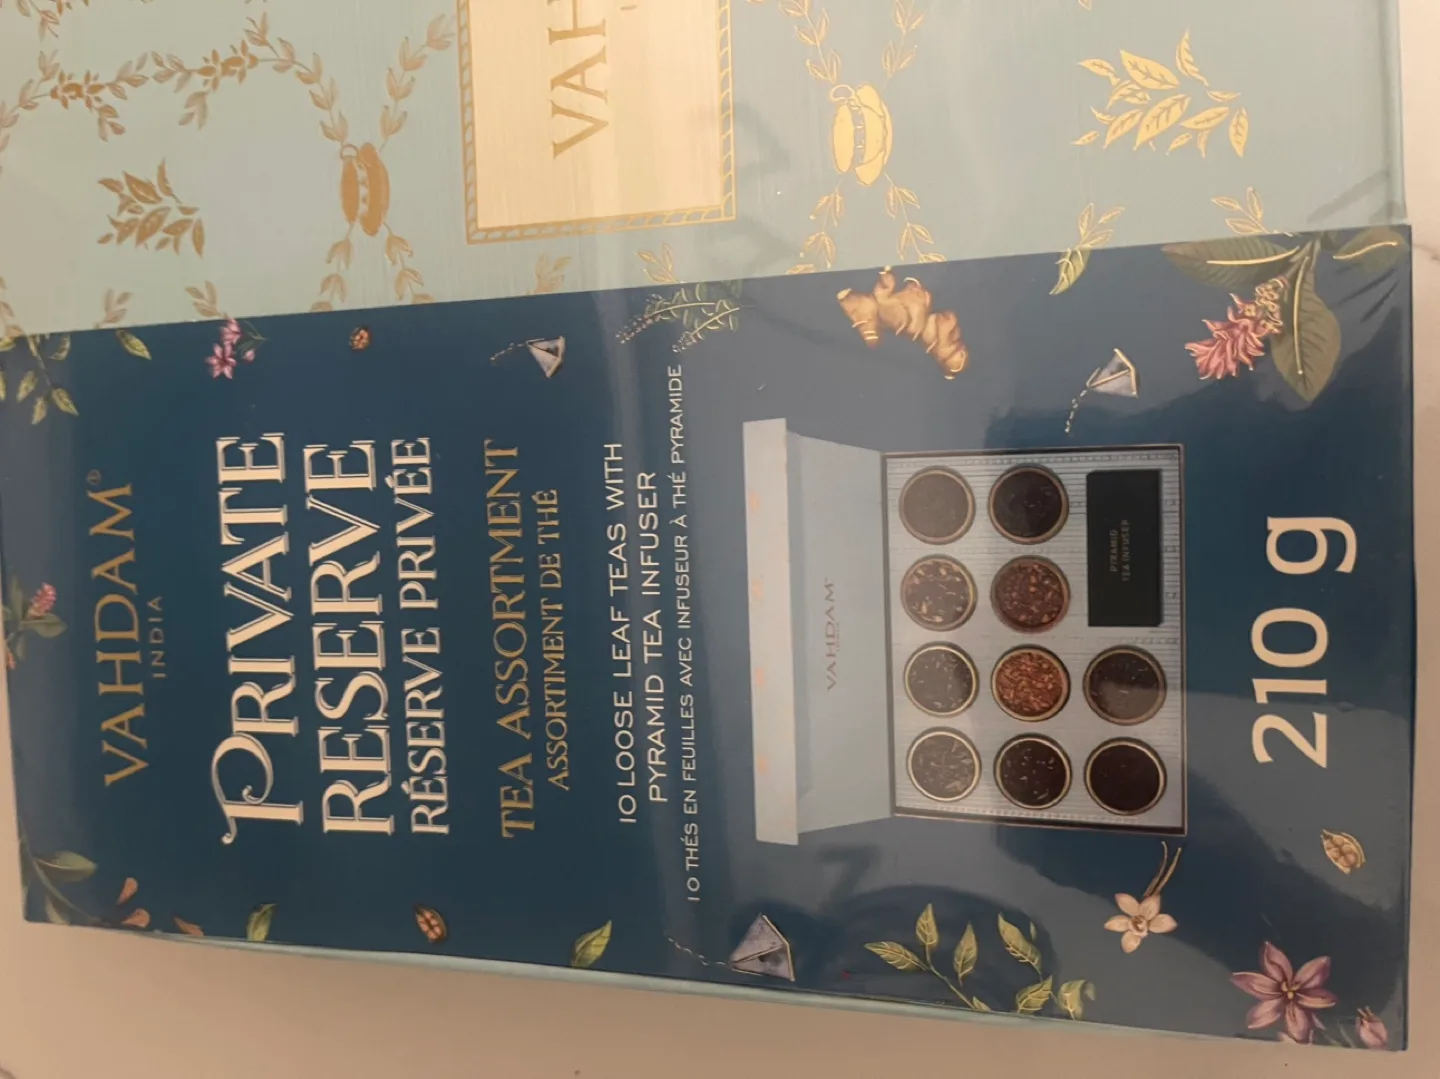 VAH
VAHDAM®
INDIA
PRIVATE
RESERVE
RÉSERVE PRIVÉE
TEA ASSORTMENT
ASSORTIMENT DE THÉ
10 LOOSE LEAF TEAS WITH
PYRAMID TEA INFUSER
10 THÉS EN FEUILLES AVEC INFUSEUR À THÉ PYRAMIDE
VAHDAM
PYRAMID
TEA INFUSER
210 g